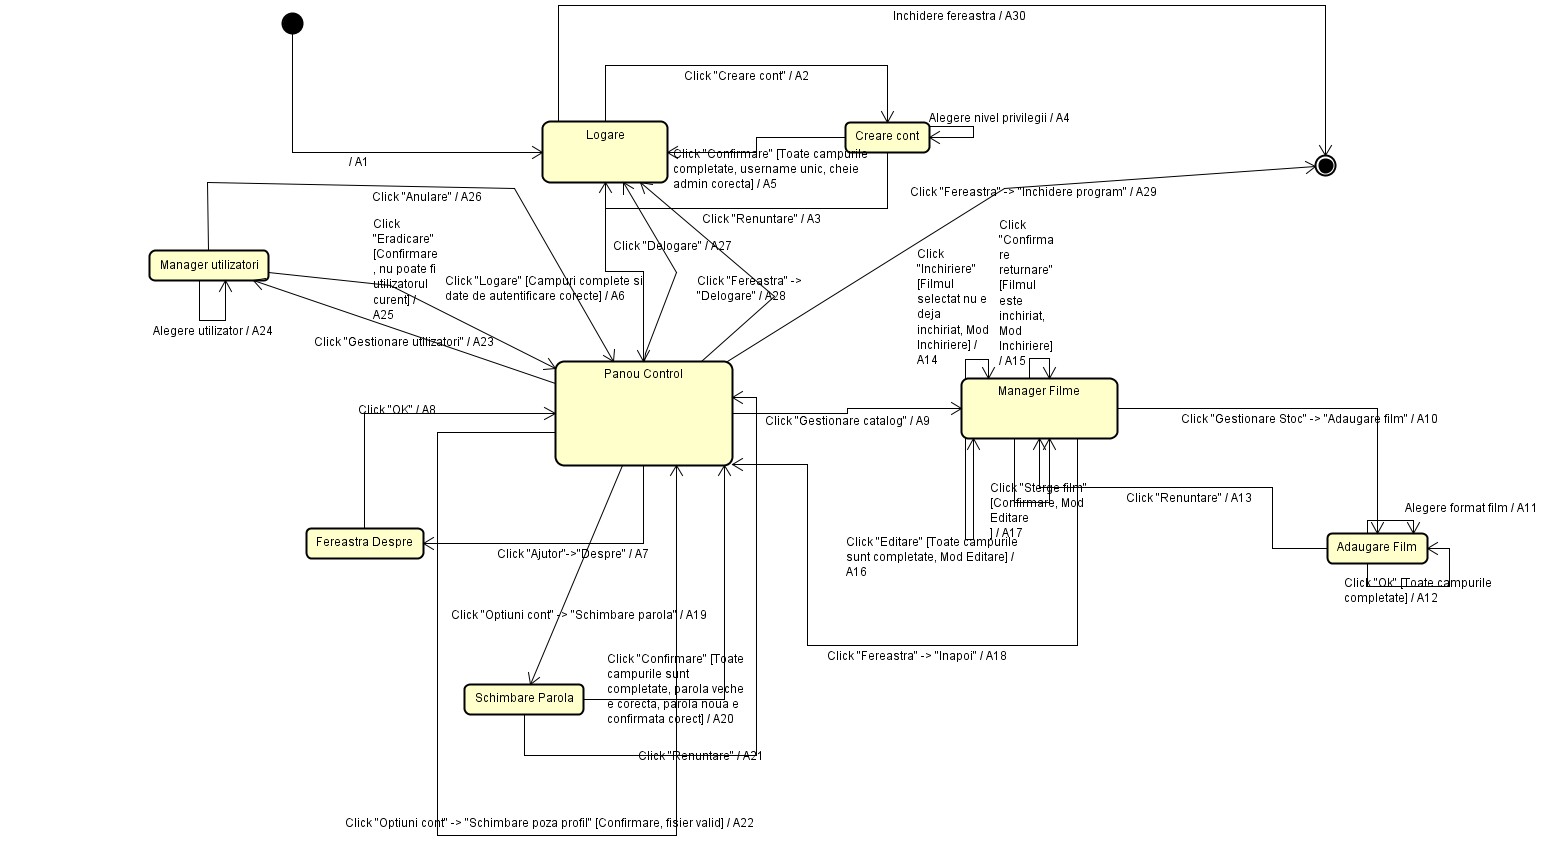 Inchidere fereastra / A30
Click "Creare cont" / A2
Alegere nivel privilegii / A4
Logare
Creare cont
/ A1
Click "Confirmare" [Toate campurile
completate, username unic, cheie
admin corecta] / A5
Click "Anulare" / A26
Click "Fereastra" -> "Inchidere program" / A29
Click "Renuntare" / A3
Click
"Eradicare"
[Confirmare
, nu poate fi
utilizatorul
curent] /
A25
Click "Delogare" / A27
Click
"Confirma
re
returnare"
[Filmul
este
inchiriat,
Mod
Inchiriere]
/ A15
Click
"Inchiriere"
[Filmul
selectat nu e
deja
inchiriat, Mod
Inchiriere] /
A14
Manager utilizatori
Click "Logare" [Campuri complete si
date de autentificare corecte] / A6
Click "Fereastra" ->
"Delogare" / A28
Alegere utilizator / A24
Click "Gestionare utilizatori" / A23
Panou Control
Manager Filme
Click "OK" / A8
Click "Gestionare catalog" / A9
Click "Gestionare Stoc" -> "Adaugare film" / A10
Click "Sterge film"
[Confirmare, Mod
Editare
] / A17
Click "Renuntare" / A13
Alegere format film / A11
Fereastra Despre
Click "Ajutor"->"Despre" / A7
Click "Editare" [Toate campurile
sunt completate, Mod Editare] /
A16
Adaugare Film
Click "Ok" [Toate campurile
completate] / A12
Click "Optiuni cont" -> "Schimbare parola" / A19
Click "Fereastra" -> "Inapoi" / A18
Click "Confirmare" [Toate
campurile sunt
completate, parola veche
e corecta, parola noua e
confirmata corect] / A20
Schimbare Parola
Click "Renuntare" / A21
Click "Optiuni cont" -> "Schimbare poza profil" [Confirmare, fisier valid] / A22